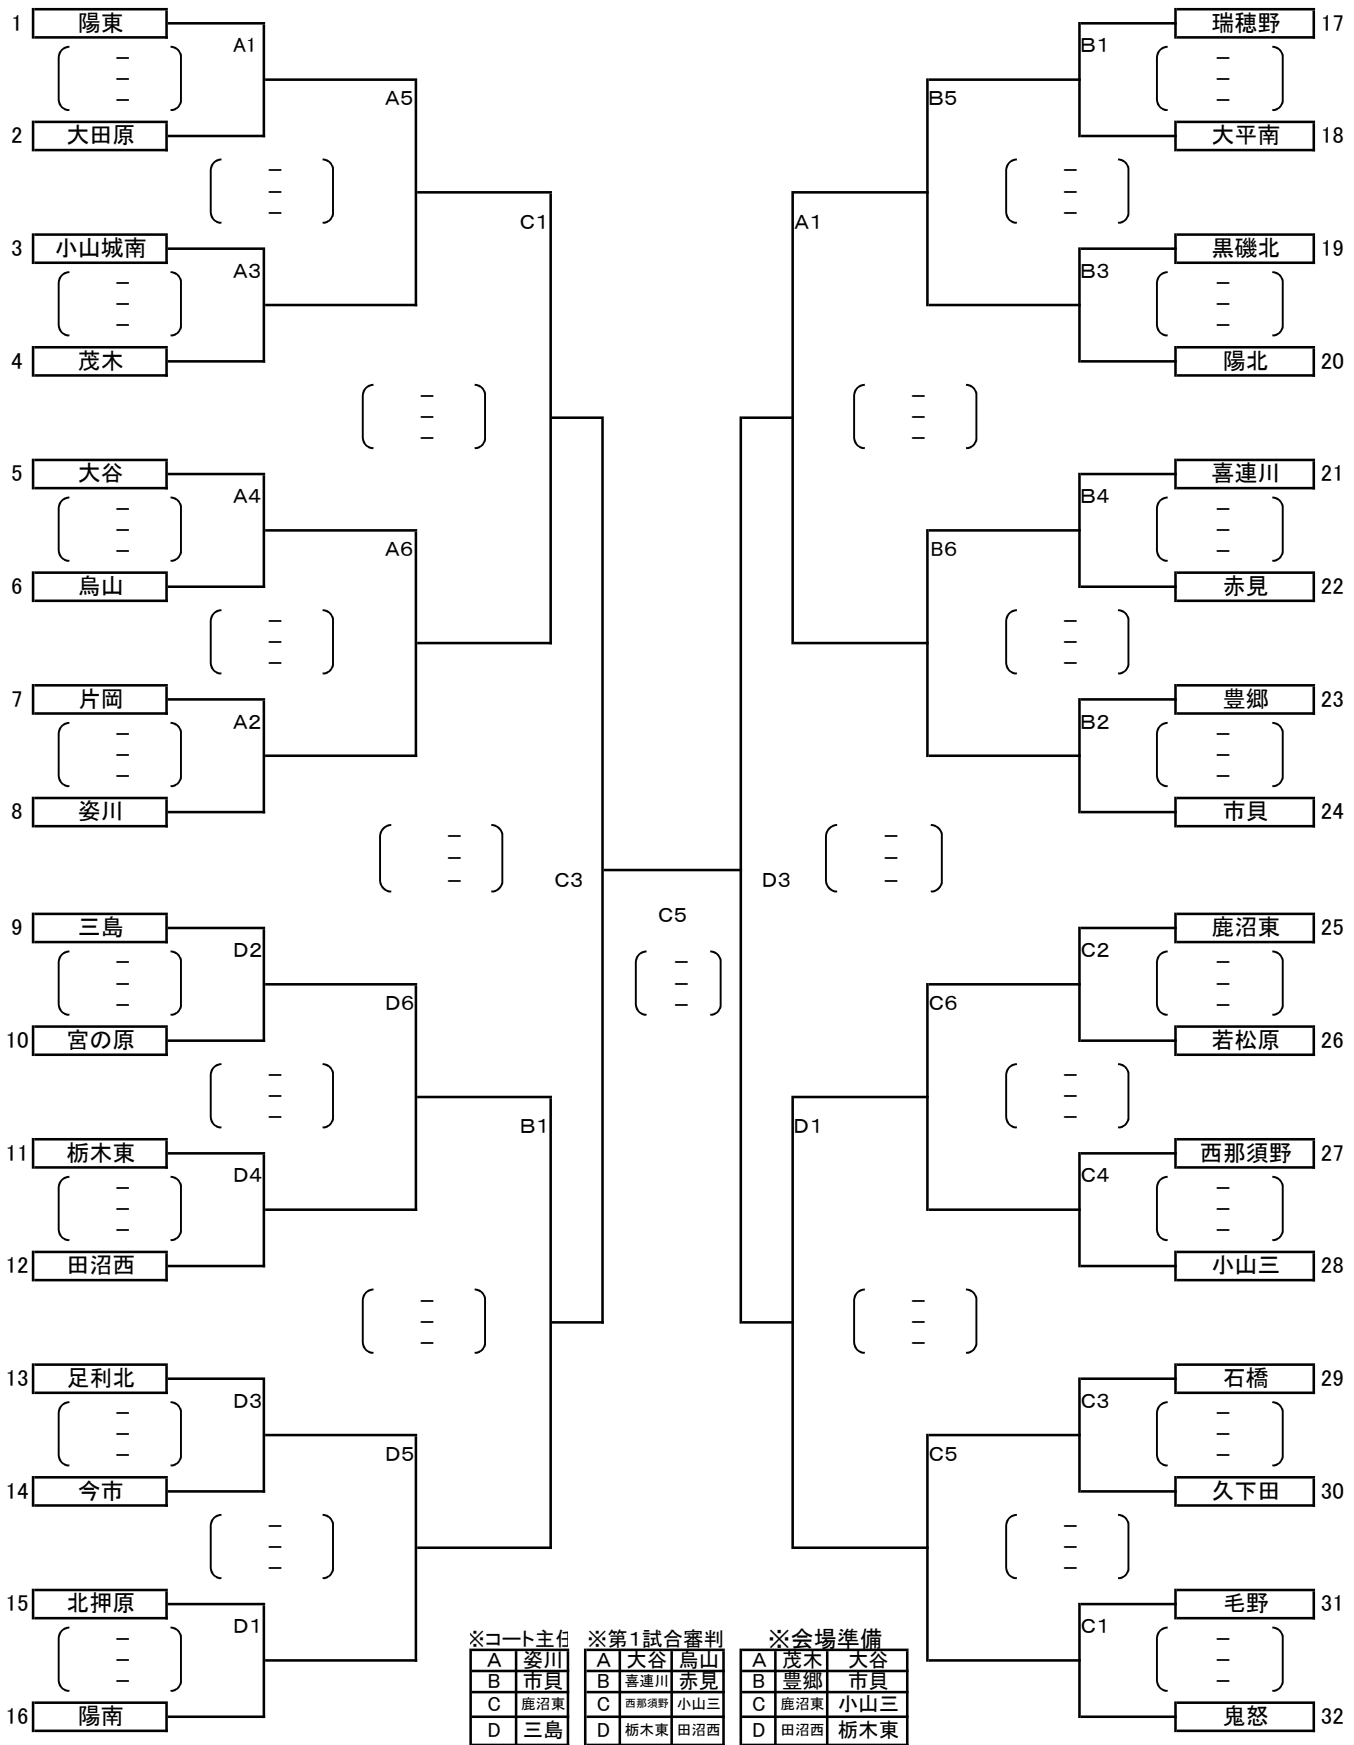 1 陽東 A1 B1 瑞穂野 17
－ －
－ A5 B5 －
－ －
2 大田原 大平南 18
－ －
－ －
－ C1 A1 －
3 小山城南 A3 B3 黒磯北 19
－ －
－ －
－ －
4 茂木 陽北 20
－ －
－ －
－ －
5 大谷 A4 B4 喜連川 21
－ －
－ A6 B6 －
－ －
6 烏山 赤見 22
－ －
－ －
－ －
7 片岡 A2 B2 豊郷 23
－ －
－ －
－ －
8 姿川 市貝 24
－ －
－ －
－ C3 D3 －
9 三島 D2 C5 C2 鹿沼東 25
－ － －
－ D6 － C6 －
－ － －
10 宮の原 若松原 26
－ －
－ －
－ B1 D1 －
11 栃木東 D4 C4 西那須野 27
－ －
－ －
－ －
12 田沼西 小山三 28
－ －
－ －
－ －
13 足利北 D3 C3 石橋 29
－ －
－ D5 C5 －
－ －
14 今市 久下田 30
－ －
－ －
－ －
15 北押原 D1 C1 毛野 31
－ －
－ －
－ －
16 陽南 鬼怒 32
※コート主任
A 姿川
B 市貝
C 鹿沼東
D 三島
※第1試合審判
A 大谷 烏山
B 喜連川 赤見
C 西那須野 小山三
D 栃木東 田沼西
※会場準備
A 茂木 大谷
B 豊郷 市貝
C 鹿沼東 小山三
D 田沼西 栃木東